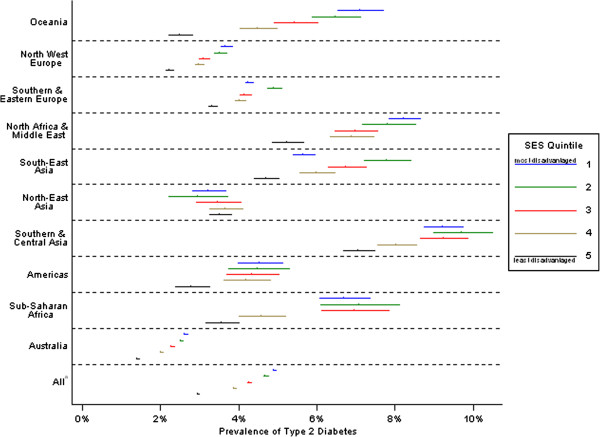 Oceania
North West
Europe
Southern &
Eastern Europe
North Africa &
Middle East
South-East
Asia
North-East
Asia
Southern &
Central Asia
Americas
Sub-Saharan
Africa
Australia
All
0%
2%
4%
6%
8%
10%
Prevalence of Type 2 Diabetes
SES Quintile
most disadvantaged 1
2
3
4
least disadvantaged 5